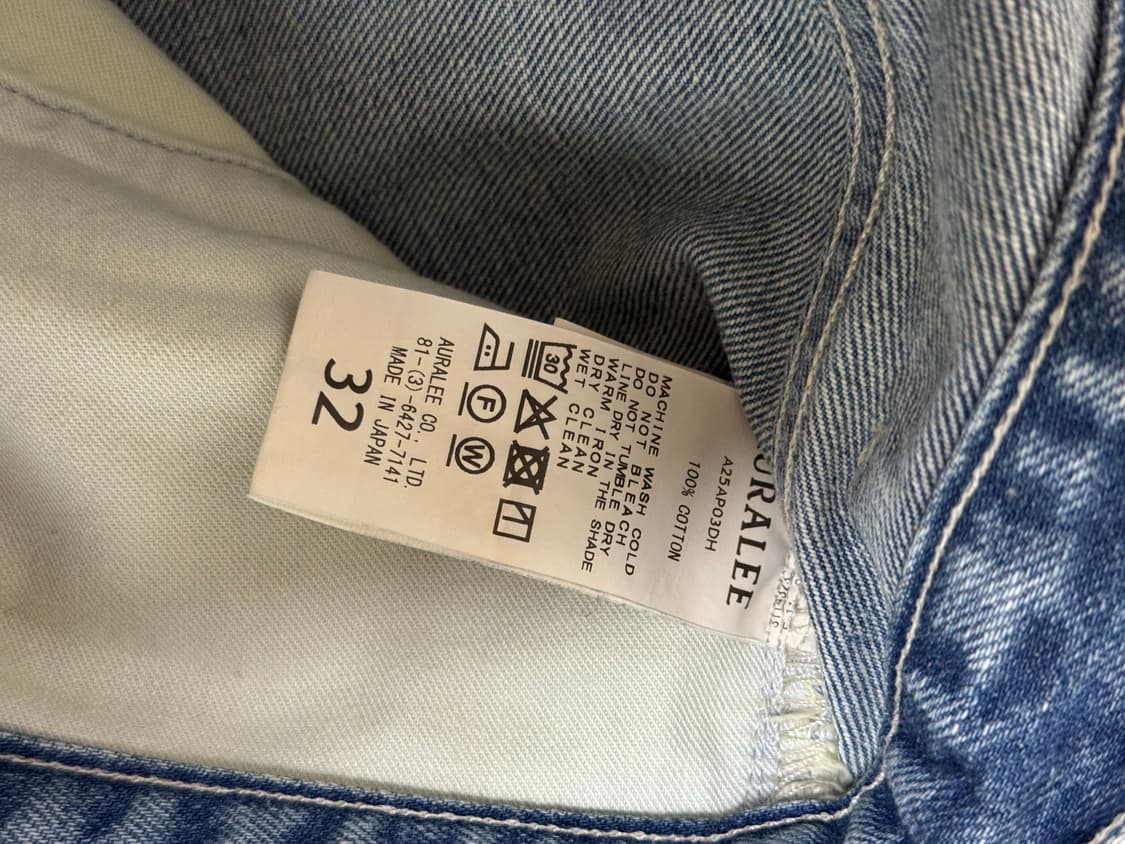 URALEE
A25AP03DH
100% COTTON
MACHINE WASH COLD
DO NOT BLEACH
DO NOT TUMBLE DRY
LINE DRY IN THE SHADE
WARM IRON
DRY CLEAN
WET CLEAN
30
F W
AURALEE CO., LTD.
81-(3)-6427-7141
MADE IN JAPAN
32